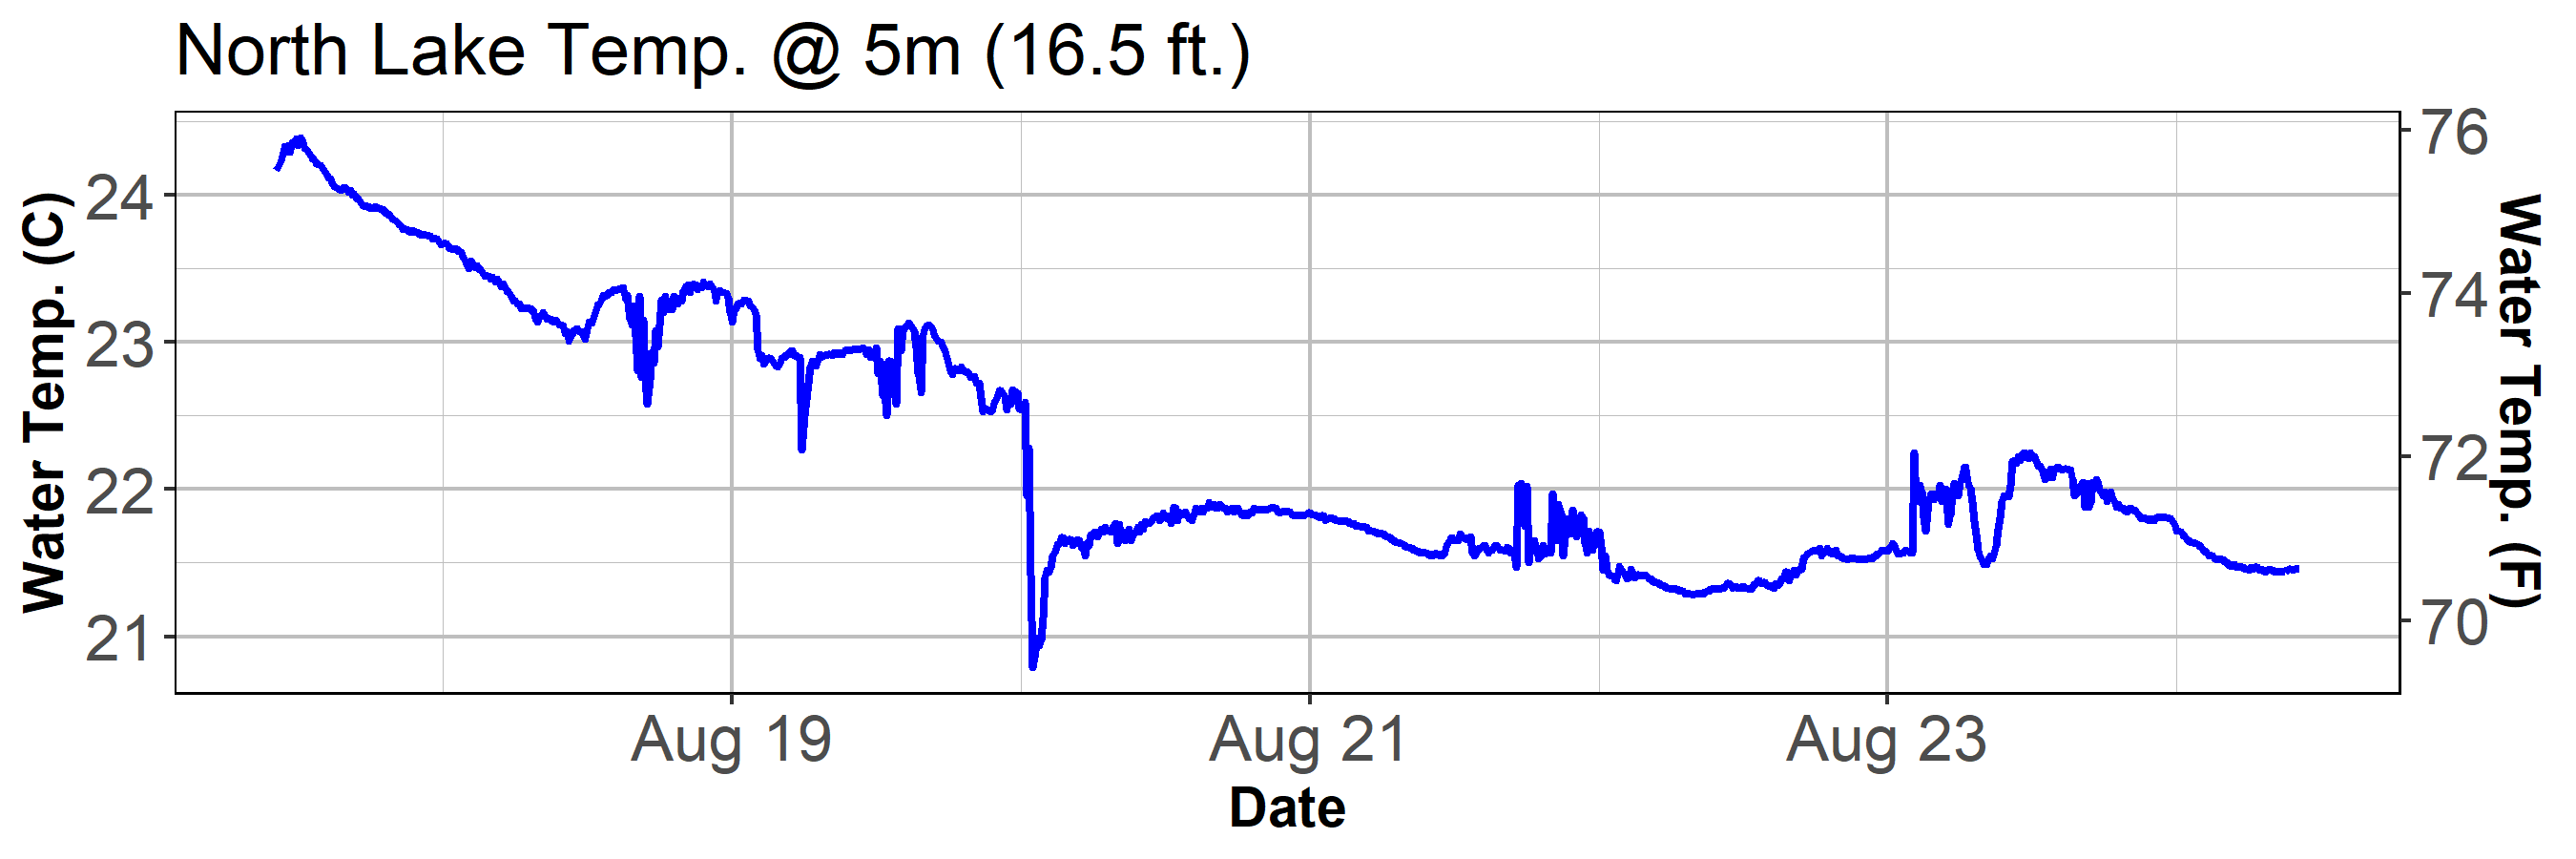 North Lake Temp. @ 5m (16.5 ft.)
Water Temp. (C)
24
23
22
21
76
74
72
70
Water Temp. (F)
Aug 19
Aug 21
Aug 23
Date